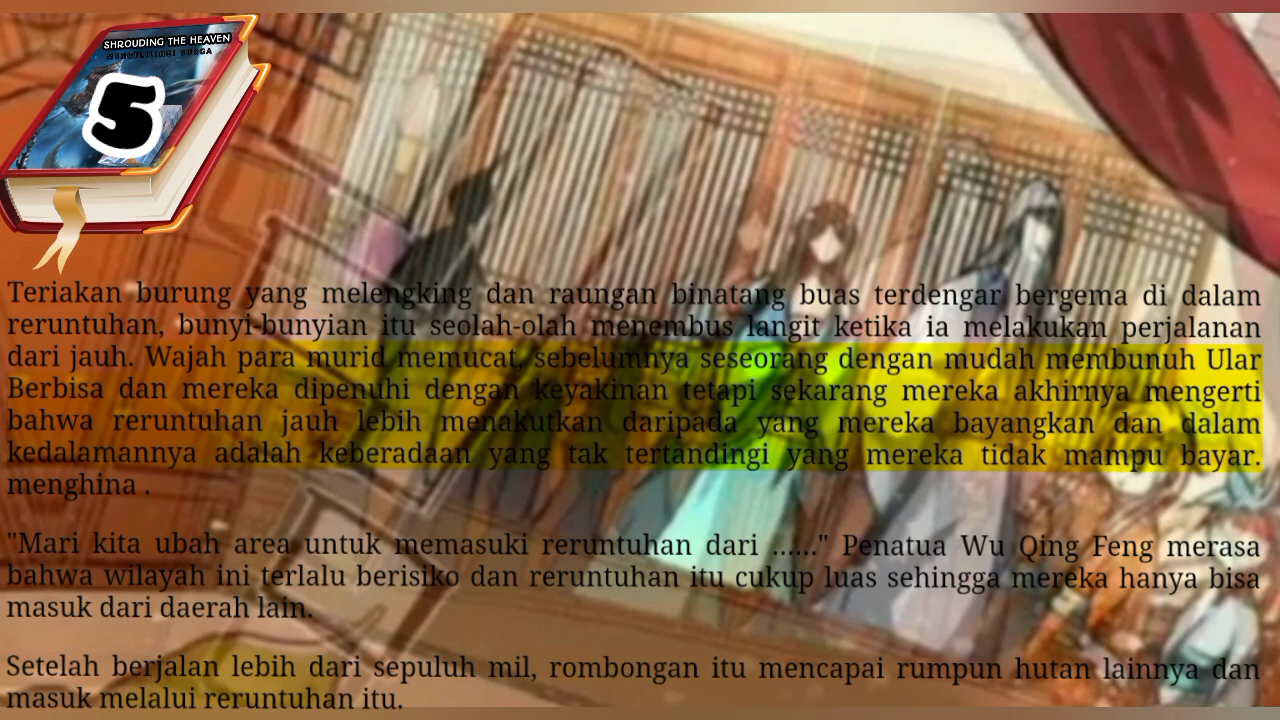 SHROUDING THE HEAVEN
MENGELILINGI SURGA
5
Teriakan burung yang melengking dan raungan binatang buas terdengar bergema di dalam
reruntuhan, bunyi-bunyian itu seolah-olah menembus langit ketika ia melakukan perjalanan
dari jauh. Wajah para murid memucat, sebelumnya seseorang dengan mudah membunuh Ular
Berbisa dan mereka dipenuhi dengan keyakinan tetapi sekarang mereka akhirnya mengerti
bahwa reruntuhan jauh lebih menakutkan daripada yang mereka bayangkan dan dalam
kedalamannya adalah keberadaan yang tak tertandingi yang mereka tidak mampu bayar.
menghina .
"Mari kita ubah area untuk memasuki reruntuhan dari ……" Penatua Wu Qing Feng merasa
bahwa wilayah ini terlalu berisiko dan reruntuhan itu cukup luas sehingga mereka hanya bisa
masuk dari daerah lain.
Setelah berjalan lebih dari sepuluh mil, rombongan itu mencapai rumpun hutan lainnya dan
masuk melalui reruntuhan itu.